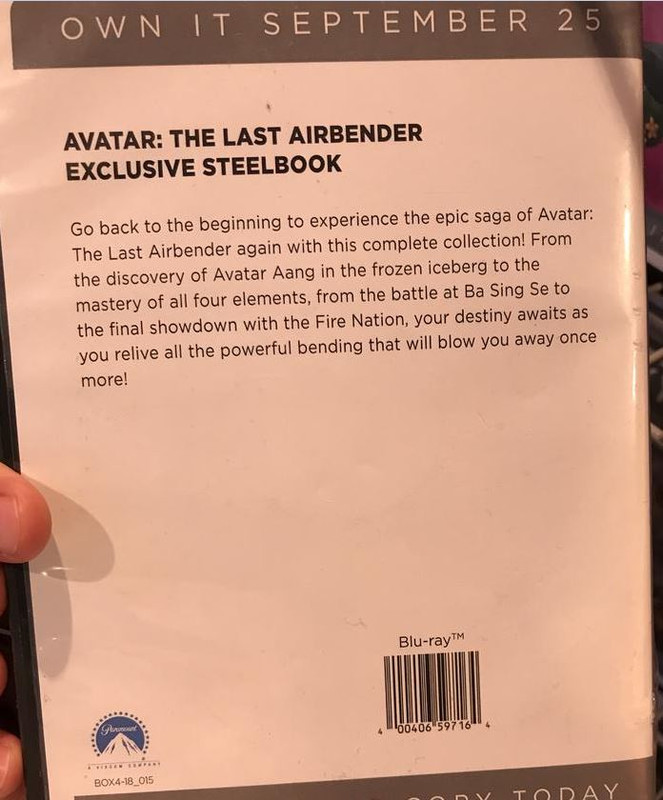 OWN IT SEPTEMBER 25
AVATAR: THE LAST AIRBENDER
EXCLUSIVE STEELBOOK
Go back to the beginning to experience the epic saga of Avatar:
The Last Airbender again with this complete collection! From
the discovery of Avatar Aang in the frozen iceberg to the
mastery of all four elements, from the battle at Ba Sing Se to
the final showdown with the Fire Nation, your destiny awaits as
you relive all the powerful bending that will blow you away once
more!
Blu-ray™
4 00406 59716 4
Paramount
A VIACOM COMPANY
BOX4-18_015
COPY TODAY